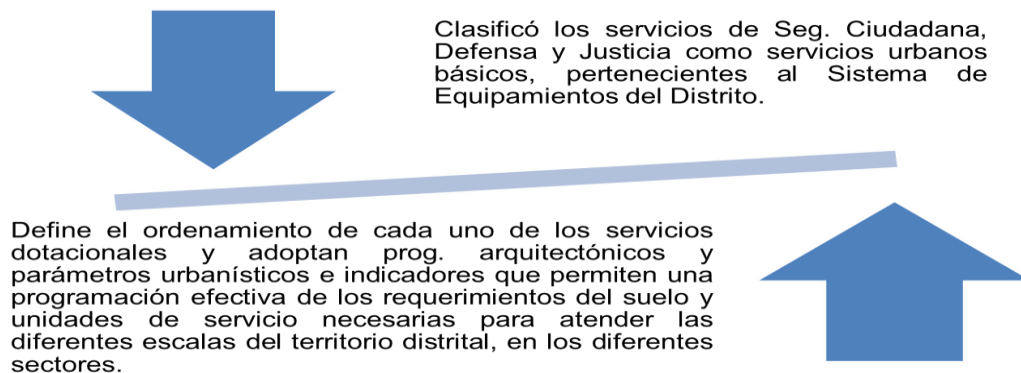 Clasificó los servicios de Seg. Ciudadana,
Defensa y Justicia como servicios urbanos
básicos, pertenecientes al Sistema de
Equipamientos del Distrito.
Define el ordenamiento de cada uno de los servicios
dotacionales y adoptan prog. arquitectónicos y
parámetros urbanísticos e indicadores que permiten una
programación efectiva de los requerimientos del suelo y
unidades de servicio necesarias para atender las
diferentes escalas del territorio distrital, en los diferentes
sectores.